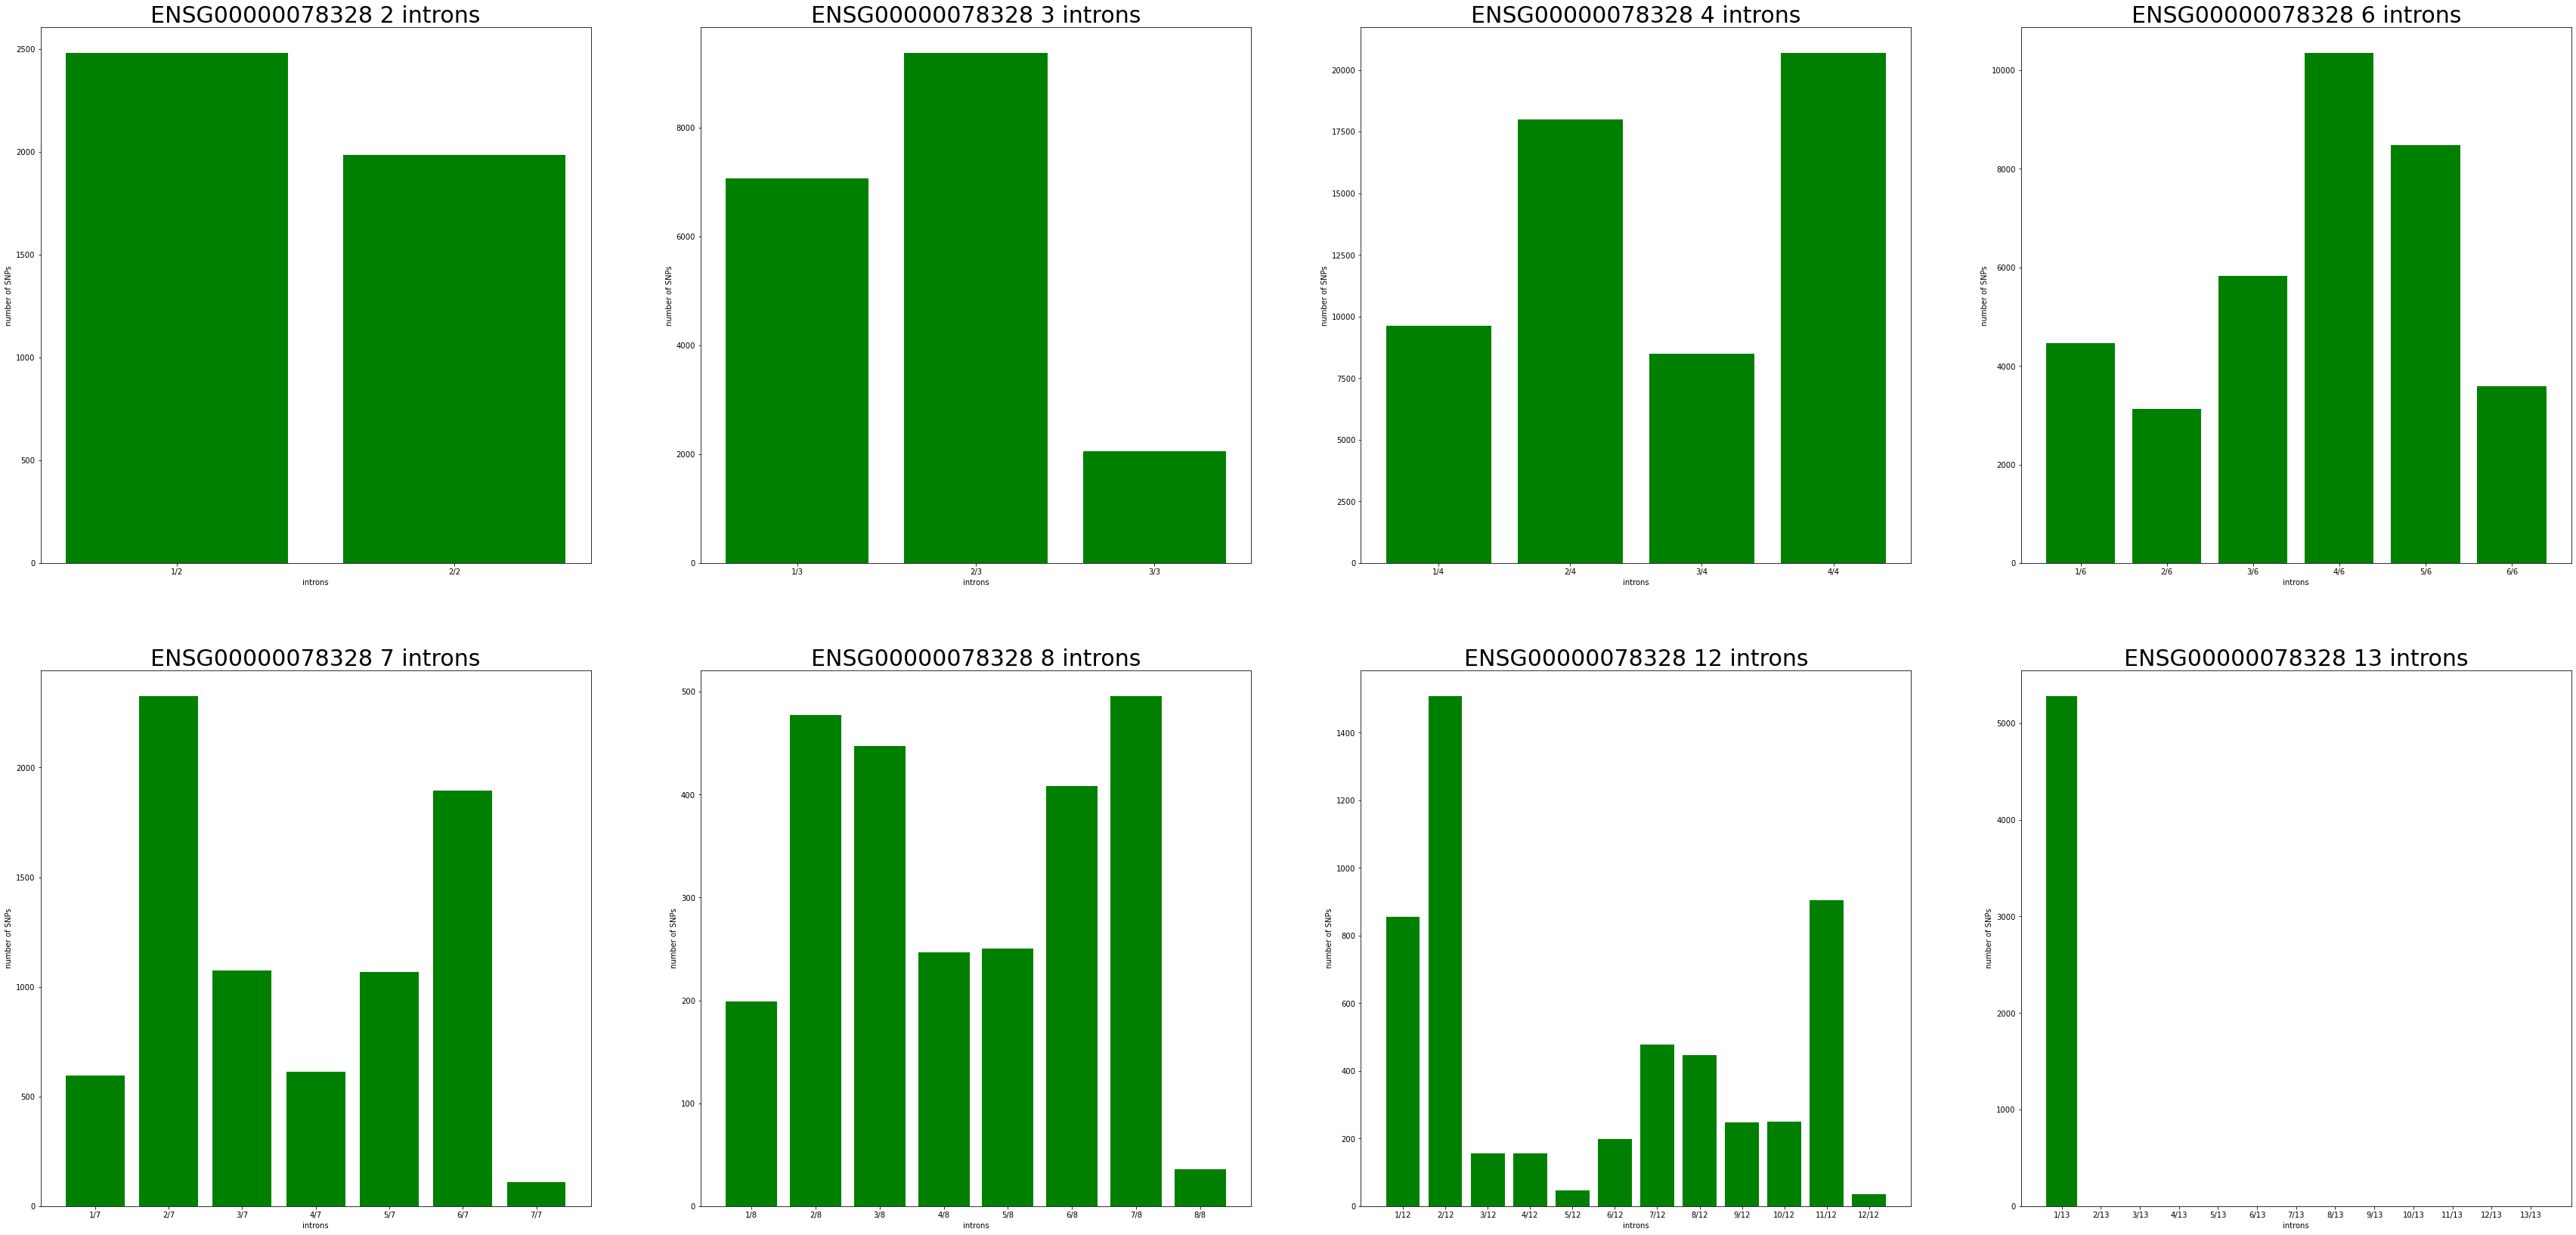 ENSG00000078328 2 introns
2500
2000
1500
1000
500
0
number of SNPs
1/2 2/2
introns
ENSG00000078328 3 introns
8000
6000
4000
2000
0
number of SNPs
1/3 2/3 3/3
introns
ENSG00000078328 4 introns
20000
17500
15000
12500
10000
7500
5000
2500
0
number of SNPs
1/4 2/4 3/4 4/4
introns
ENSG00000078328 6 introns
10000
8000
6000
4000
2000
0
number of SNPs
1/6 2/6 3/6 4/6 5/6 6/6
introns
ENSG00000078328 7 introns
2000
1500
1000
500
0
number of SNPs
1/7 2/7 3/7 4/7 5/7 6/7 7/7
introns
ENSG00000078328 8 introns
500
400
300
200
100
0
number of SNPs
1/8 2/8 3/8 4/8 5/8 6/8 7/8 8/8
introns
ENSG00000078328 12 introns
1400
1200
1000
800
600
400
200
0
number of SNPs
1/12 2/12 3/12 4/12 5/12 6/12 7/12 8/12 9/12 10/12 11/12 12/12
introns
ENSG00000078328 13 introns
5000
4000
3000
2000
1000
0
number of SNPs
1/13 2/13 3/13 4/13 5/13 6/13 7/13 8/13 9/13 10/13 11/13 12/13 13/13
introns